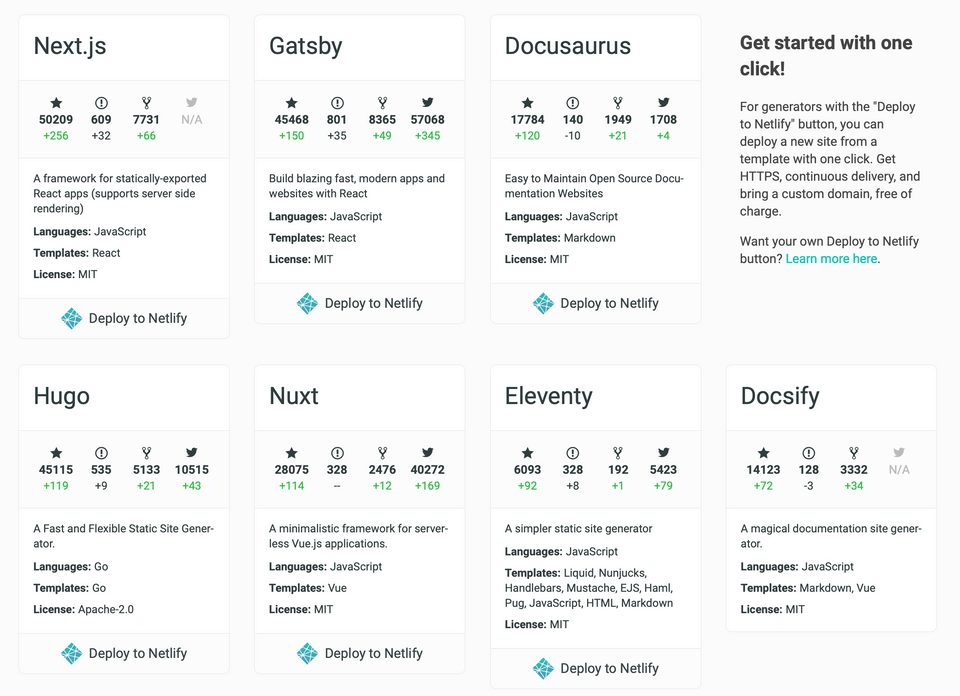 Next.js
50209 609 7731 N/A
+256 +32 +66
A framework for statically-exported
React apps (supports server side
rendering)
Languages: JavaScript
Templates: React
License: MIT
Deploy to Netlify
Gatsby
45468 801 8365 57068
+150 +35 +49 +345
Build blazing fast, modern apps and
websites with React
Languages: JavaScript
Templates: React
License: MIT
Deploy to Netlify
Docusaurus
17784 140 1949 1708
+120 -10 +21 +4
Easy to Maintain Open Source Docu-
mentation Websites
Languages: JavaScript
Templates: Markdown
License: MIT
Deploy to Netlify
Get started with one
click!
For generators with the "Deploy
to Netlify" button, you can
deploy a new site from a
template with one click. Get
HTTPS, continuous delivery, and
bring a custom domain, free of
charge.
Want your own Deploy to Netlify
button? Learn more here.
Hugo
45115 535 5133 10515
+119 +9 +21 +43
A Fast and Flexible Static Site Gener-
ator.
Languages: Go
Templates: Go
License: Apache-2.0
Deploy to Netlify
Nuxt
28075 328 2476 40272
+114 -- +12 +169
A minimalistic framework for server-
less Vue.js applications.
Languages: JavaScript
Templates: Vue
License: MIT
Deploy to Netlify
Eleventy
6093 328 192 5423
+92 +8 +1 +79
A simpler static site generator
Languages: JavaScript
Templates: Liquid, Nunjucks,
Handlebars, Mustache, EJS, Haml,
Pug, JavaScript, HTML, Markdown
License: MIT
Deploy to Netlify
Docsify
14123 128 3332 N/A
+72 -3 +34
A magical documentation site gener-
ator.
Languages: JavaScript
Templates: Markdown, Vue
License: MIT